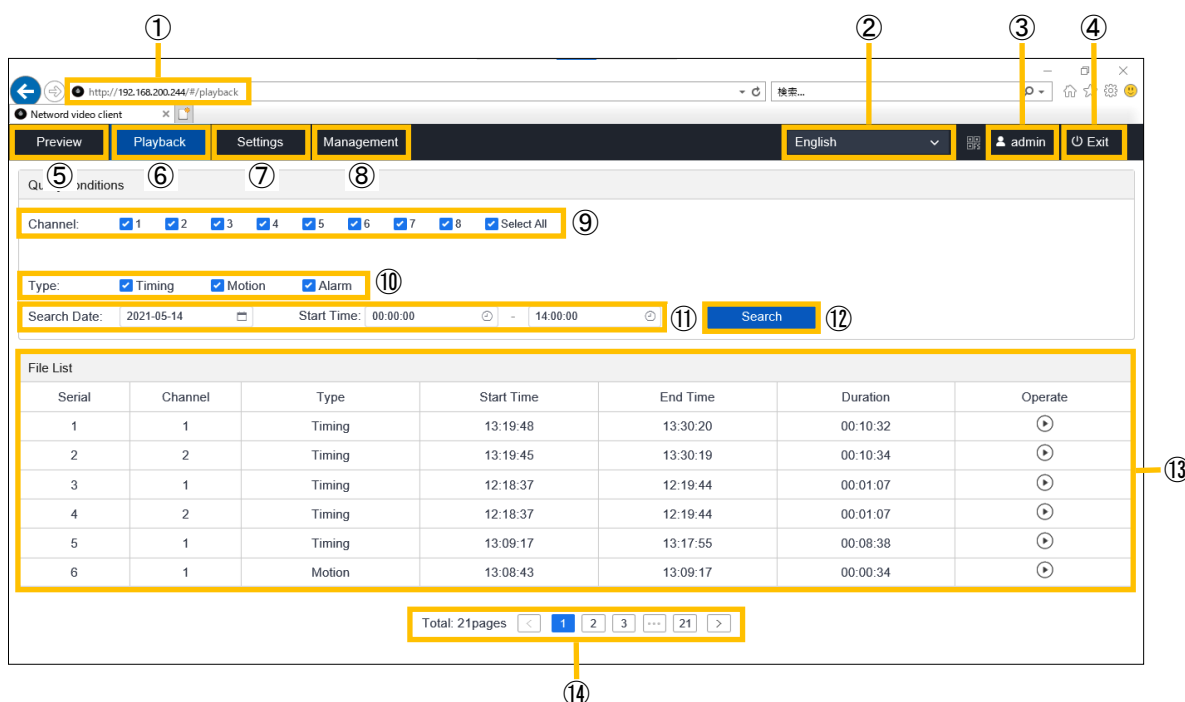 ① ② ③ ④
http://192.168.200.244/#/playback 検索...
Netword video client
Preview Playback Settings Management English admin Exit
⑤ ⑥ ⑦ ⑧
Channel: 1 2 3 4 5 6 7 8 Select All ⑨
Type: Timing Motion Alarm ⑩
Search Date: 2021-05-14 Start Time: 00:00:00 - 14:00:00 ⑪ Search ⑫
File List
Serial Channel Type Start Time End Time Duration Operate
1 1 Timing 13:19:48 13:30:20 00:10:32
2 2 Timing 13:19:45 13:30:19 00:10:34
3 1 Timing 12:18:37 12:19:44 00:01:07
⑬
4 2 Timing 12:18:37 12:19:44 00:01:07
5 1 Timing 13:09:17 13:17:55 00:08:38
6 1 Motion 13:08:43 13:09:17 00:00:34
Total: 21pages < 1 2 3 ··· 21 >
⑭